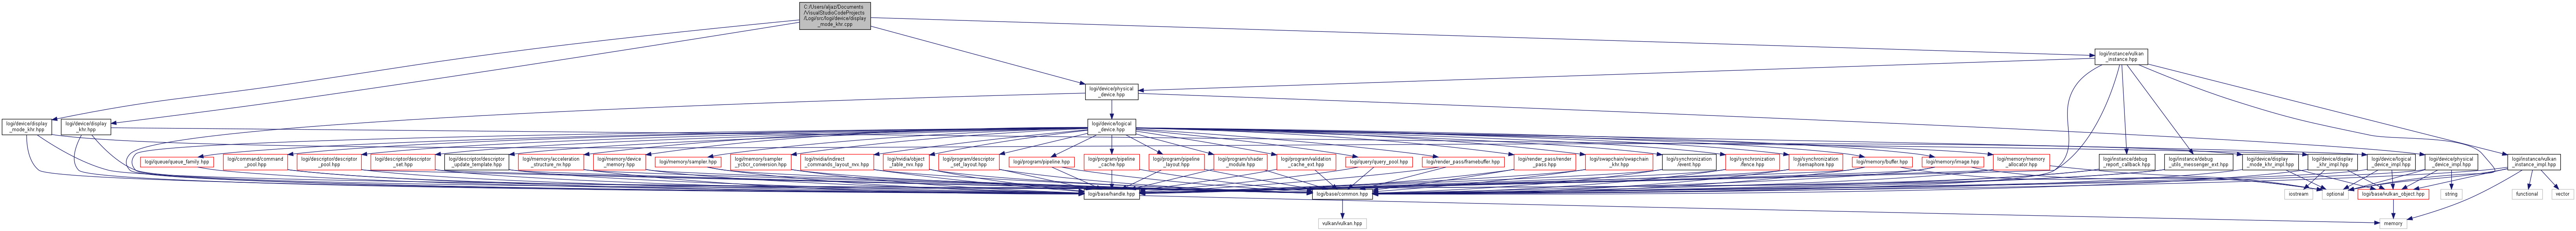 C:/Users/aljaz/Documents
/VisualStudioCodeProjects
/Logi/src/logi/device/display
_mode_khr.cpp
logi/instance/vulkan
_instance.hpp
logi/device/physical
_device.hpp
logi/device/display
_mode_khr.hpp
logi/device/display
_khr.hpp
logi/device/logical
_device.hpp
logi/queue/queue_family.hpp
logi/command/command
_pool.hpp
logi/descriptor/descriptor
_pool.hpp
logi/descriptor/descriptor
_set.hpp
logi/descriptor/descriptor
_update_template.hpp
logi/memory/acceleration
_structure_nv.hpp
logi/memory/device
_memory.hpp
logi/memory/sampler.hpp
logi/memory/sampler
_ycbcr_conversion.hpp
logi/nvidia/indirect
_commands_layout_nvx.hpp
logi/nvidia/object
_table_nvx.hpp
logi/program/descriptor
_set_layout.hpp
logi/program/pipeline.hpp
logi/program/pipeline
_cache.hpp
logi/program/pipeline
_layout.hpp
logi/program/shader
_module.hpp
logi/program/validation
_cache_ext.hpp
logi/query/query_pool.hpp
logi/render_pass/framebuffer.hpp
logi/render_pass/render
_pass.hpp
logi/swapchain/swapchain
_khr.hpp
logi/synchronization
/event.hpp
logi/synchronization
/fence.hpp
logi/synchronization
/semaphore.hpp
logi/memory/buffer.hpp
logi/memory/image.hpp
logi/memory/memory
_allocator.hpp
logi/instance/debug
_report_callback.hpp
logi/instance/debug
_utils_messenger_ext.hpp
logi/device/display
_mode_khr_impl.hpp
logi/device/display
_khr_impl.hpp
logi/device/logical
_device_impl.hpp
logi/device/physical
_device_impl.hpp
logi/instance/vulkan
_instance_impl.hpp
logi/base/handle.hpp
logi/base/common.hpp
iostream
optional
logi/base/vulkan_object.hpp
string
functional
vector
vulkan/vulkan.hpp
memory